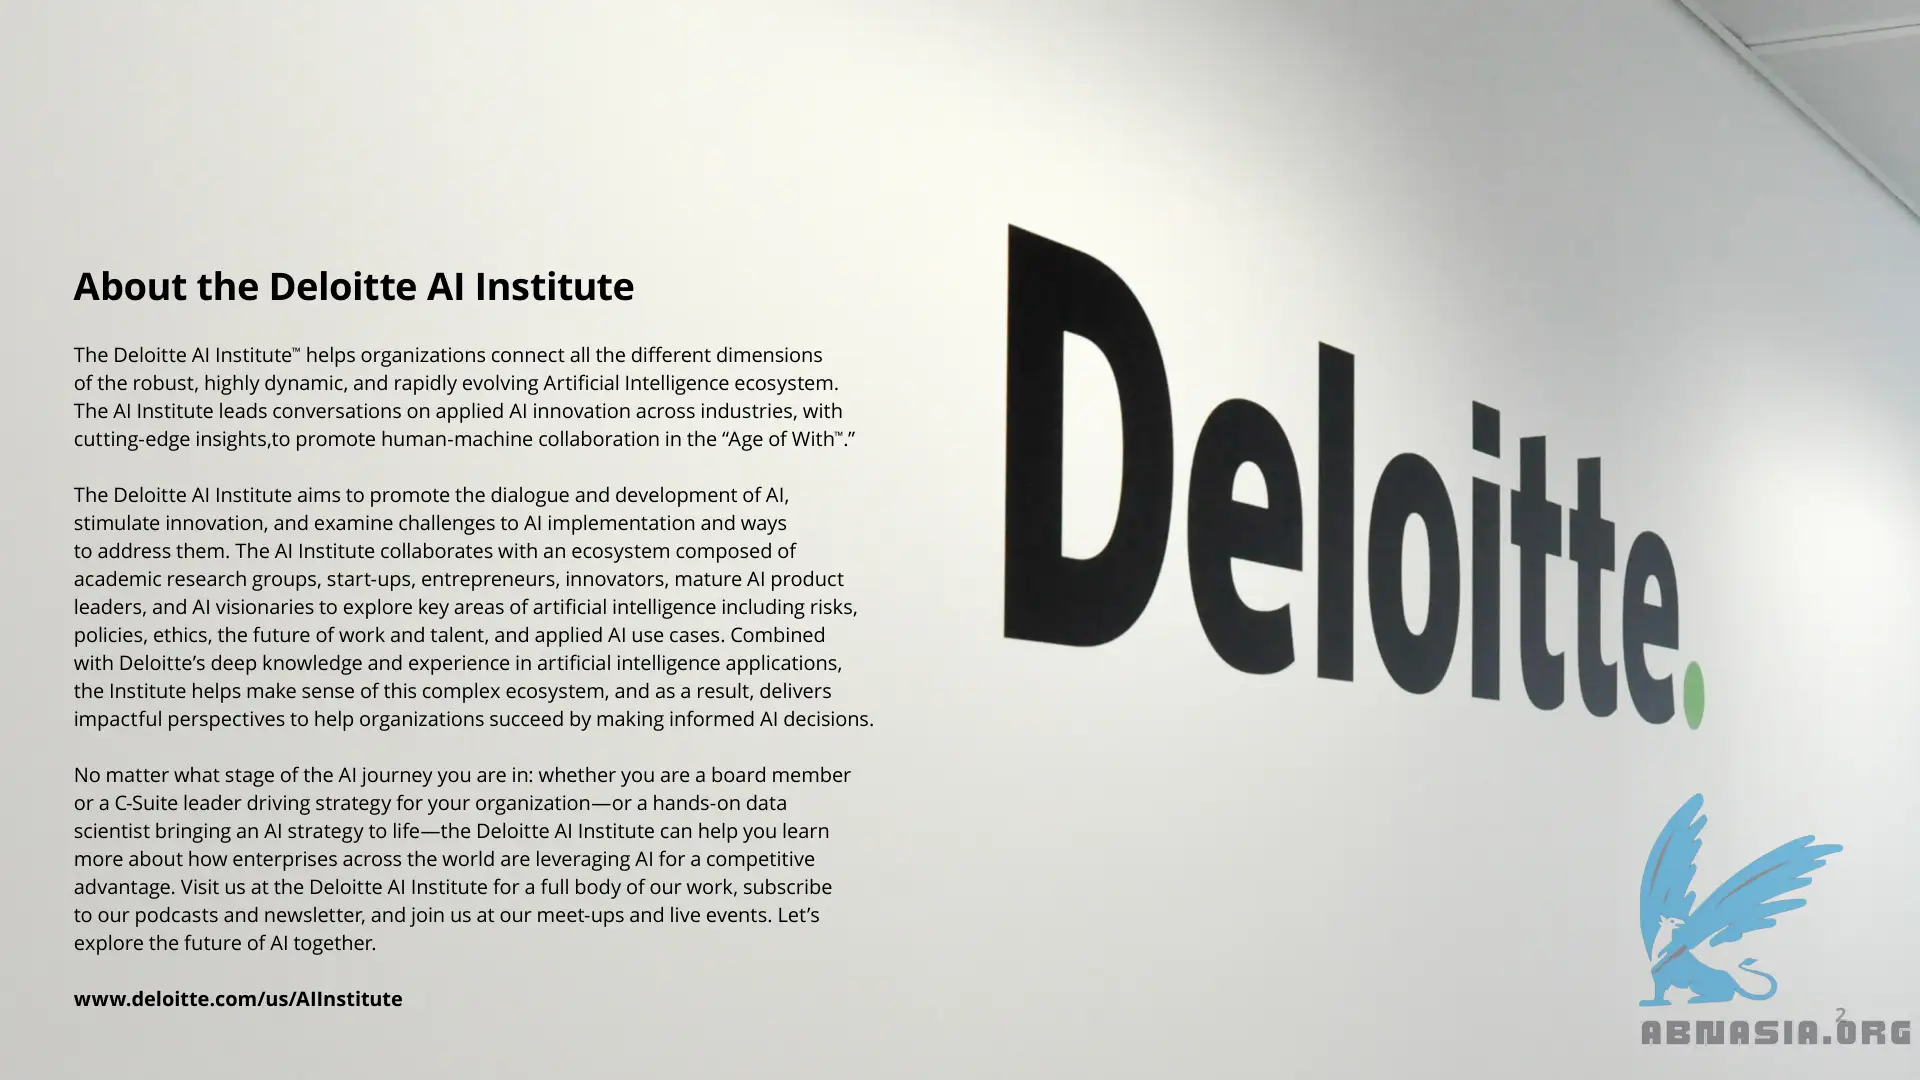 About the Deloitte AI Institute
The Deloitte AI Institute™ helps organizations connect all the different dimensions
of the robust, highly dynamic, and rapidly evolving Artificial Intelligence ecosystem.
The AI Institute leads conversations on applied AI innovation across industries, with
cutting-edge insights,to promote human-machine collaboration in the “Age of With™.”
The Deloitte AI Institute aims to promote the dialogue and development of AI,
stimulate innovation, and examine challenges to AI implementation and ways
to address them. The AI Institute collaborates with an ecosystem composed of
academic research groups, start-ups, entrepreneurs, innovators, mature AI product
leaders, and AI visionaries to explore key areas of artificial intelligence including risks,
policies, ethics, the future of work and talent, and applied AI use cases. Combined
with Deloitte’s deep knowledge and experience in artificial intelligence applications,
the Institute helps make sense of this complex ecosystem, and as a result, delivers
impactful perspectives to help organizations succeed by making informed AI decisions.
No matter what stage of the AI journey you are in: whether you are a board member
or a C-Suite leader driving strategy for your organization—or a hands-on data
scientist bringing an AI strategy to life—the Deloitte AI Institute can help you learn
more about how enterprises across the world are leveraging AI for a competitive
advantage. Visit us at the Deloitte AI Institute for a full body of our work, subscribe
to our podcasts and newsletter, and join us at our meet-ups and live events. Let’s
explore the future of AI together.
www.deloitte.com/us/AIInstitute
Deloitte.
2
ABNASIA.ORG